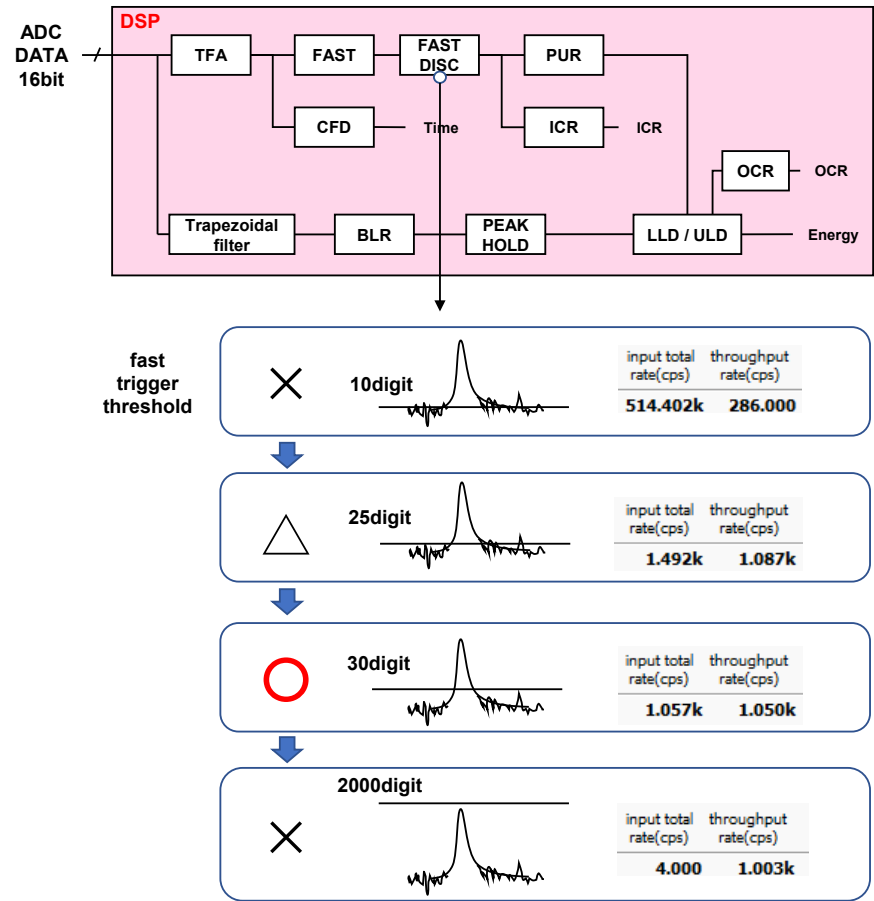 DSP
ADC
DATA
16bit
TFA
FAST
FAST
DISC
PUR
CFD
Time
ICR
ICR
OCR
OCR
Trapezoidal
filter
BLR
PEAK
HOLD
LLD / ULD
Energy
fast
trigger
threshold
10digit
input total throughput
rate(cps) rate(cps)
514.402k 286.000
25digit
input total throughput
rate(cps) rate(cps)
1.492k 1.087k
30digit
input total throughput
rate(cps) rate(cps)
1.057k 1.050k
2000digit
input total throughput
rate(cps) rate(cps)
4.000 1.003k